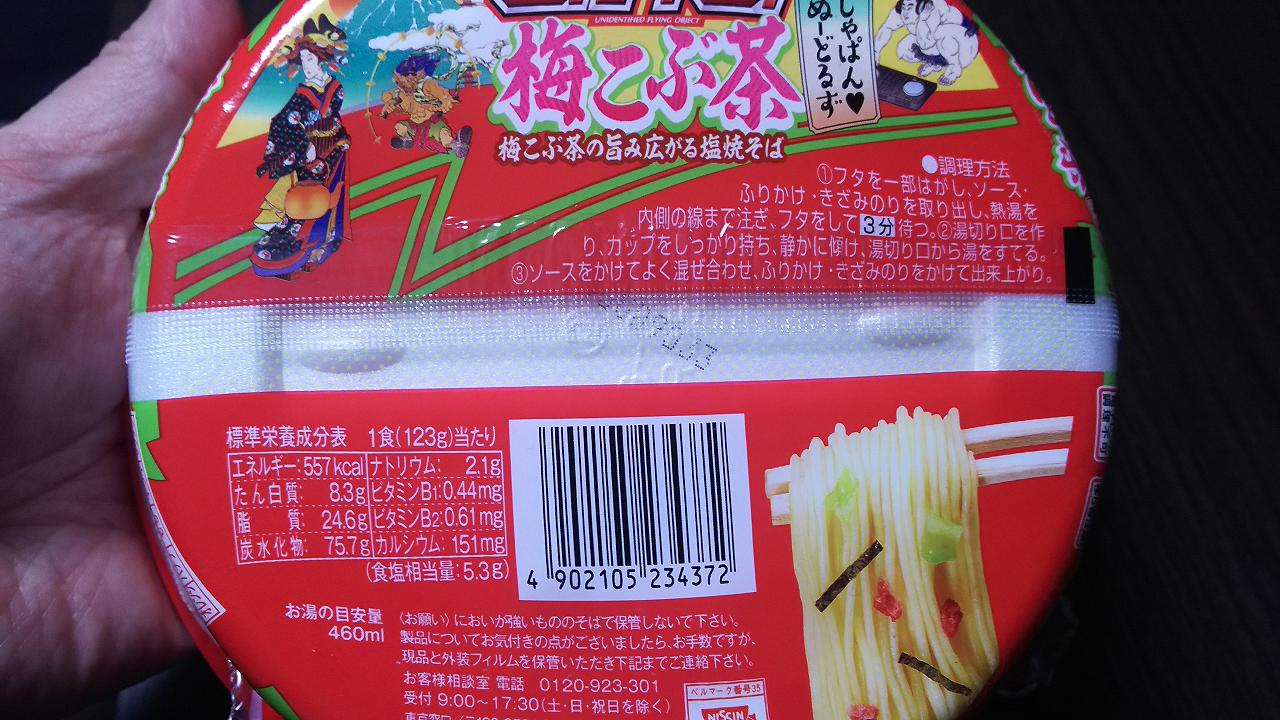 UNIDENTIFIED FLYING OBJECT
梅こぶ茶
じゃぱん♥
ぬーどるず
梅こぶ茶の旨み広がる塩焼そば
●調理方法
①フタを一部はがし、ソース・
ふりかけ・きざみのりを取り出し、熱湯を
内側の線まで注ぎ、フタをして3分待つ。②湯切り口を作
り、カップをしっかり持ち、静かに傾け、湯切り口から湯をすてる。
③ソースをかけてよく混ぜ合わせ、ふりかけ・きざみのりをかけて出来上がり。
標準栄養成分表 1食(123g)当たり
エネルギー:557kcal ナトリウム: 2.1g
たん白質: 8.3g ビタミンB1:0.44mg
脂質: 24.6g ビタミンB2:0.61mg
炭水化物: 75.7g カルシウム: 151mg
(食塩相当量:5.3g)
4 902105 234372
お湯の目安量
460ml
(お願い)においが強いもののそばで保管しないで下さい。
製品についてお気付きの点がございましたら、お手数ですが、
現品と外装フィルムを保管いただき下記までご連絡下さい。
お客様相談室 電話 0120-923-301
受付 9:00～17:30(土・日・祝日を除く)
ベルマーク番号35
NISSIN